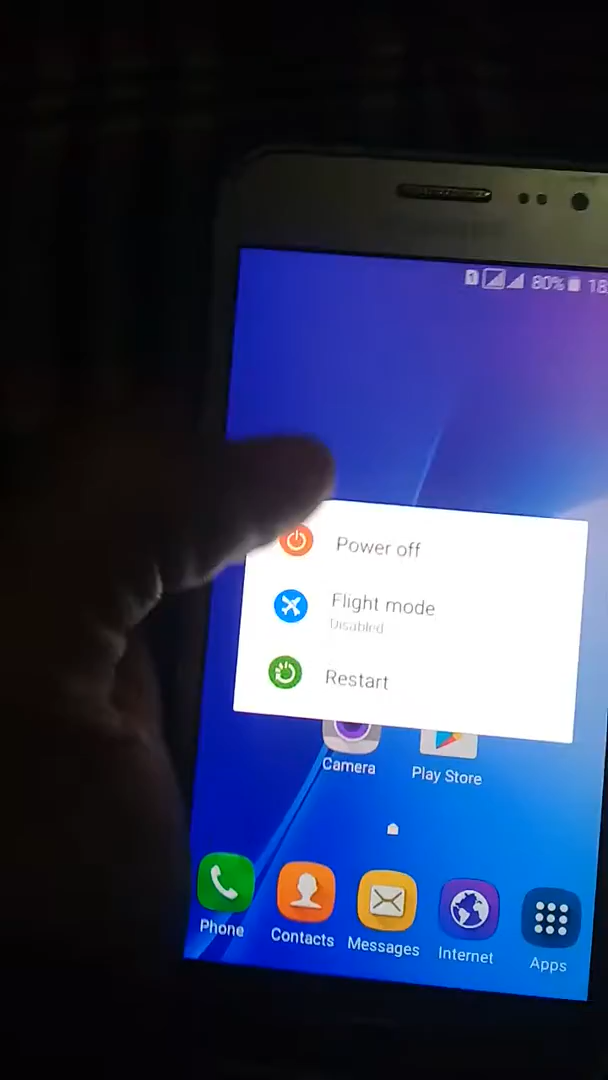 80% 18
Power off
Flight mode
Disabled
Restart
Camera
Play Store
Phone
Contacts
Messages
Internet
Apps